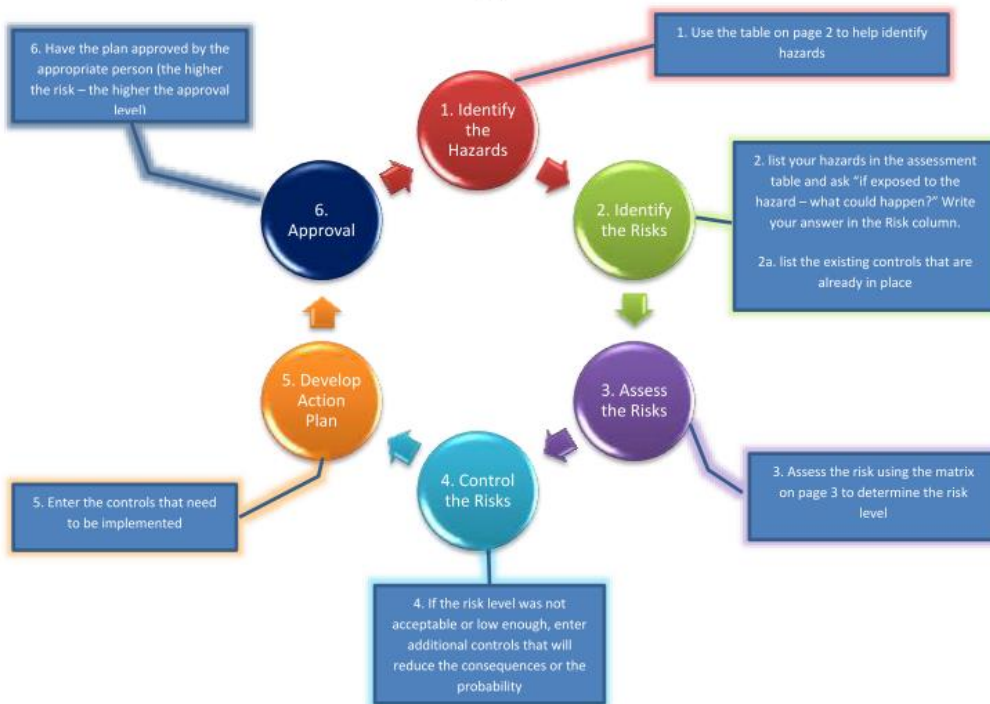 1. Identify
the
Hazards
1. Use the table on page 2 to help identify
hazards
2. Identify
the Risks
2. list your hazards in the assessment
table and ask "if exposed to the
hazard – what could happen?" Write
your answer in the Risk column.
2a. list the existing controls that are
already in place
3. Assess
the Risks
3. Assess the risk using the matrix
on page 3 to determine the risk
level
4. Control
the Risks
4. If the risk level was not
acceptable or low enough, enter
additional controls that will
reduce the consequences or the
probability
5. Develop
Action
Plan
5. Enter the controls that need
to be implemented
6.
Approval
6. Have the plan approved by the
appropriate person (the higher
the risk – the higher the approval
level)